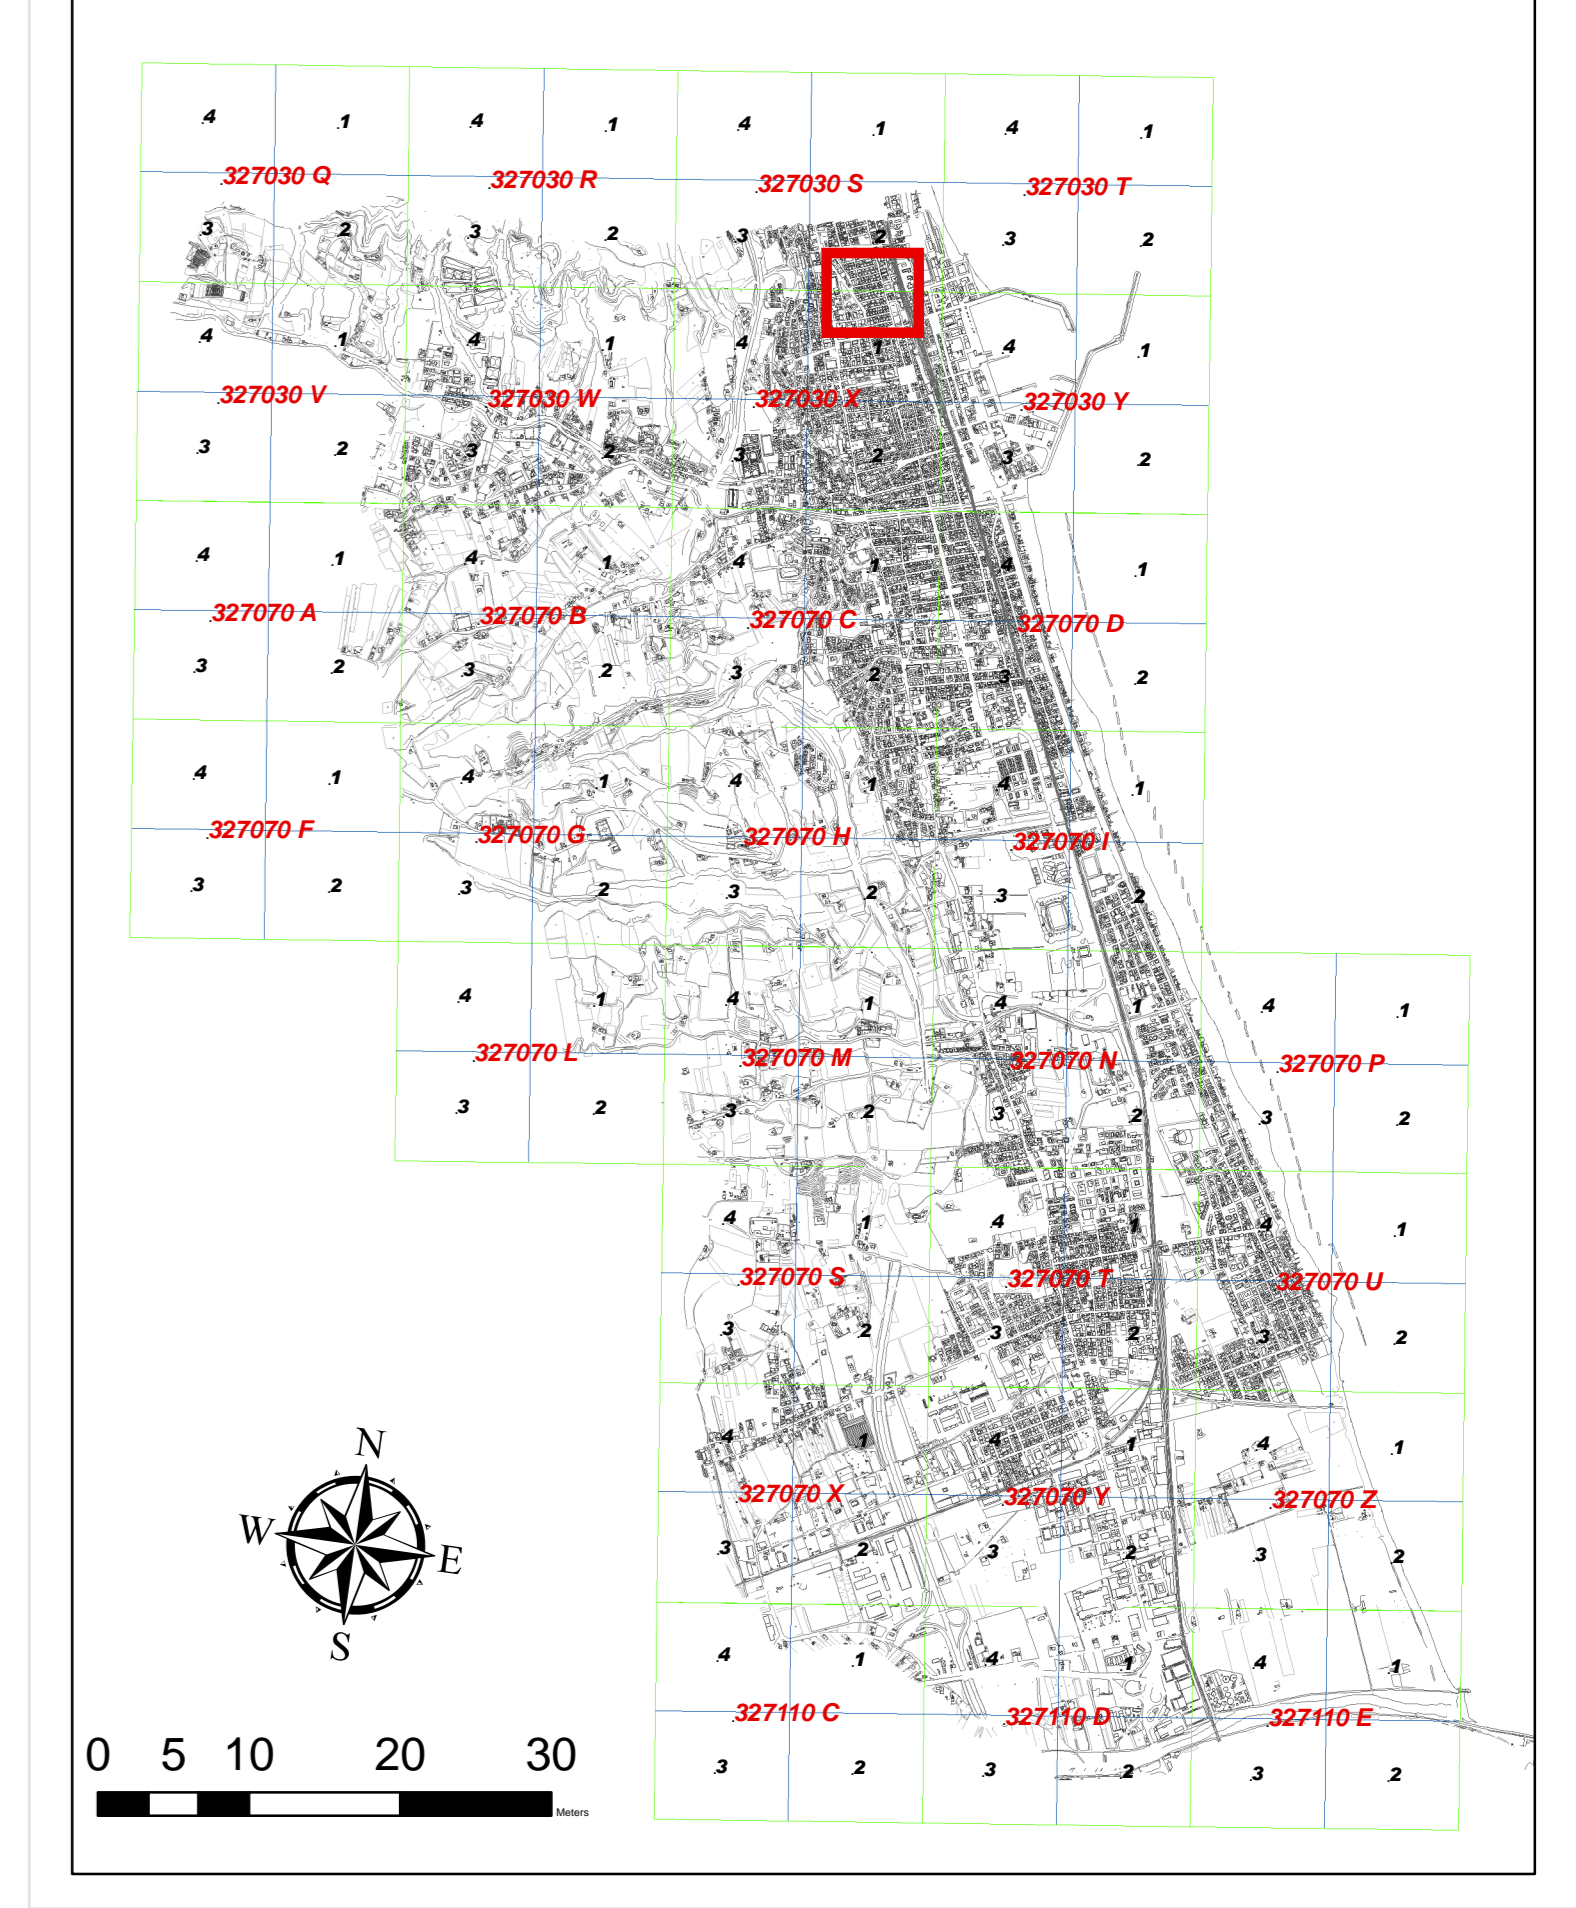 4 1 4 1 4 1 4 1
327030 Q 327030 R 327030 S 327030 T
3 2 3 2 3 2 3 2
4 1 4 1 4 1 4 1
327030 V 327030 W 327030 X 327030 Y
3 2 3 2 3 2 3 2
4 1 4 1 4 1 4 1
327070 A 327070 B 327070 C 327070 D
3 2 3 2 3 2 3 2
4 1 4 1 4 1 4 1
327070 F 327070 G 327070 H 327070 I
3 2 3 2 3 2 3 2
4 1 4 1 4 1 4 1
327070 L 327070 M 327070 N 327070 P
3 2 3 2 3 2 3 2
4 1 4 1 4 1
327070 S 327070 T 327070 U
3 2 3 2 3 2
4 1 4 1 4 1
327070 X 327070 Y 327070 Z
3 2 3 2 3 2
N
W
E
S
4 1 4 1 4 1
327110 C 327110 D 327110 E
3 2 3 2 3 2
0 5 10 20 30
Meters